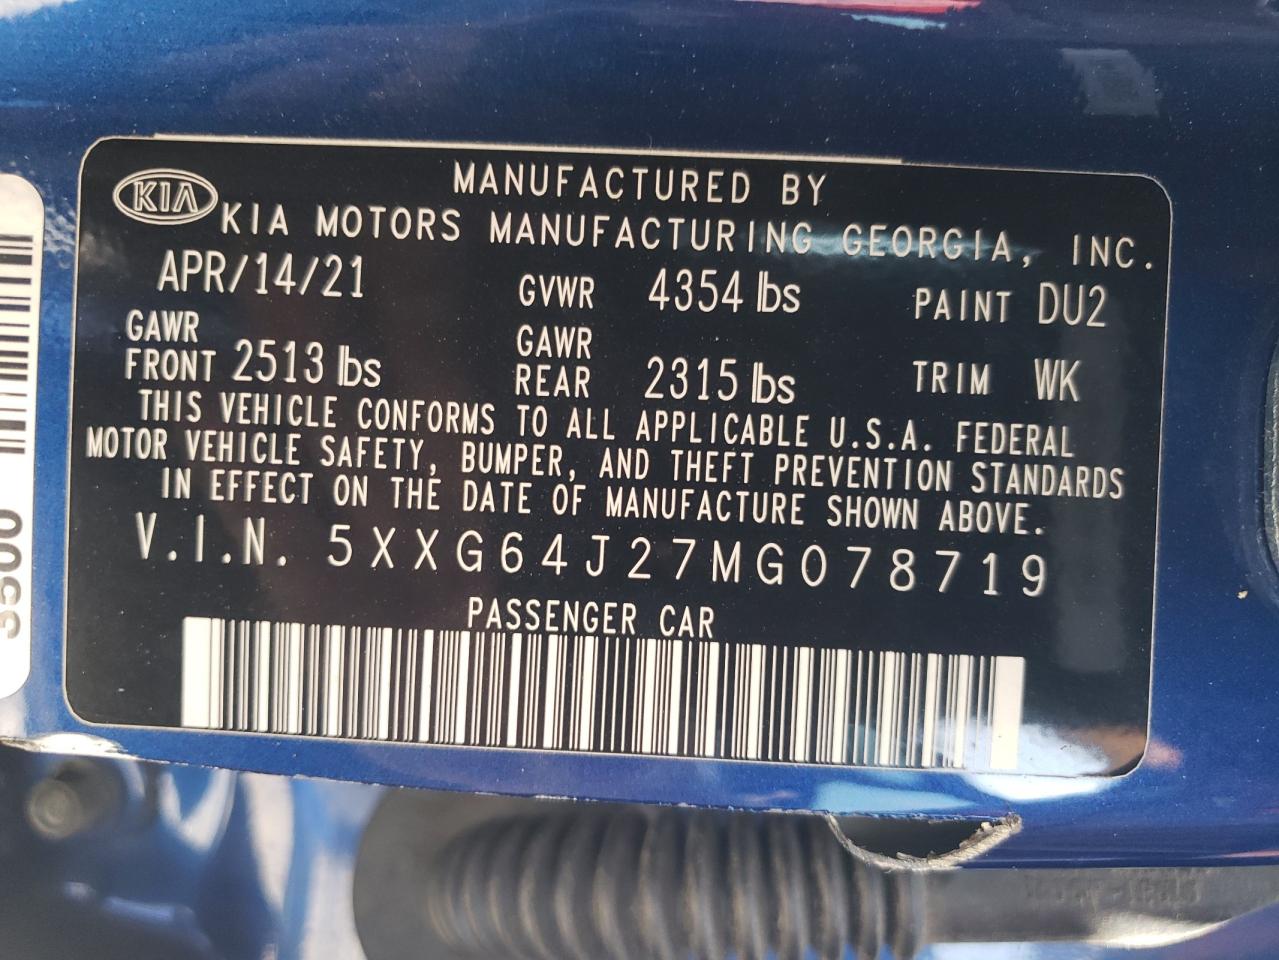 MANUFACTURED BY
KIA
KIA MOTORS MANUFACTURING GEORGIA, INC.
APR/14/21 GVWR 4354 lbs PAINT DU2
GAWR FRONT 2513 lbs GAWR REAR 2315 lbs TRIM WK
THIS VEHICLE CONFORMS TO ALL APPLICABLE U.S.A. FEDERAL
MOTOR VEHICLE SAFETY, BUMPER, AND THEFT PREVENTION STANDARDS
IN EFFECT ON THE DATE OF MANUFACTURE SHOWN ABOVE.
V.I.N. 5XXG64J27MG078719
PASSENGER CAR
3500